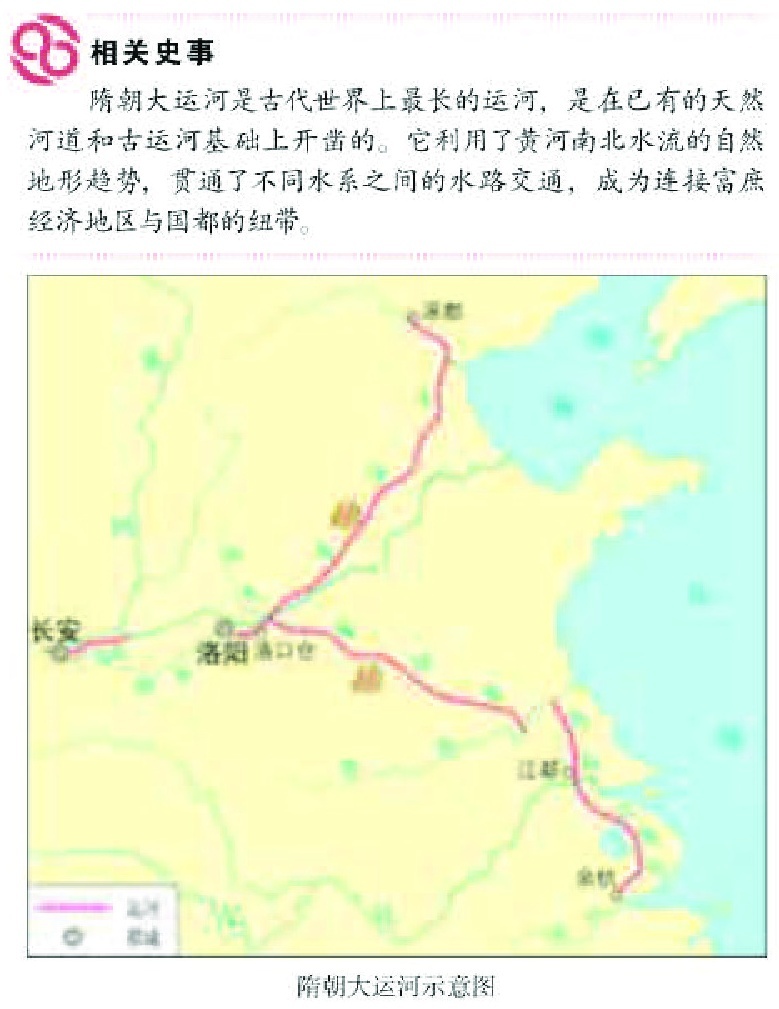 相关史事
隋朝大运河是古代世界上最长的运河，是在已有的天然
河道和古运河基础上开凿的。它利用了黄河南北水流的自然
地形趋势，贯通了不同水系之间的水路交通，成为连接富庶
经济地区与国都的纽带。
涿郡
长安
洛阳 洛口仓
江都
余杭
运河
都城
隋朝大运河示意图